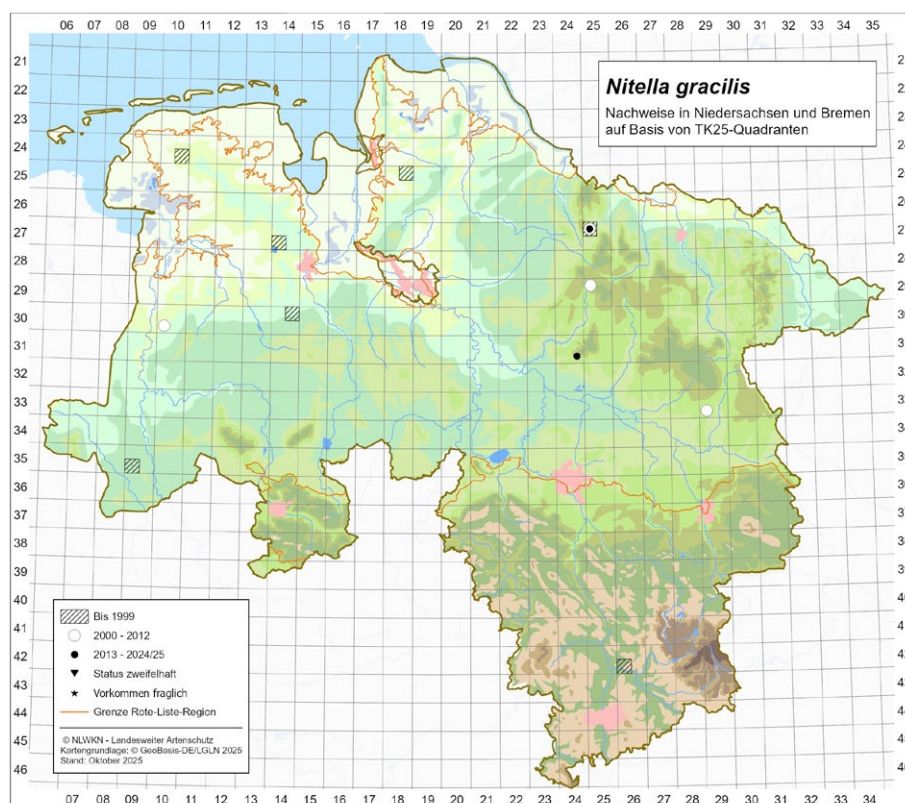 06 07 08 09 10 11 12 13 14 15 16 17 18 19 20 21 22 23 24 25 26 27 28 29 30 31 32 33 34 35
21
22
23
24
25
26
27
28
29
30
31
32
33
34
35
36
37
38
39
40
41
42
43
44
45
46
Nitella gracilis
Nachweise in Niedersachsen und Bremen
auf Basis von TK25-Quadranten
Bis 1999
2000 - 2012
2013 - 2024/25
Status zweifelhaft
Vorkommen fraglich
Grenze Rote-Liste-Region
© NLWKN - Landesweiter Artenschutz
Kartengrundlage: © GeoBasis-DE/LGLN 2025
Stand: Oktober 2025
07 08 09 10 11 12 13 14 15 16 17 18 19 20 21 22 23 24 25 26 27 28 29 30 31 32 33 34